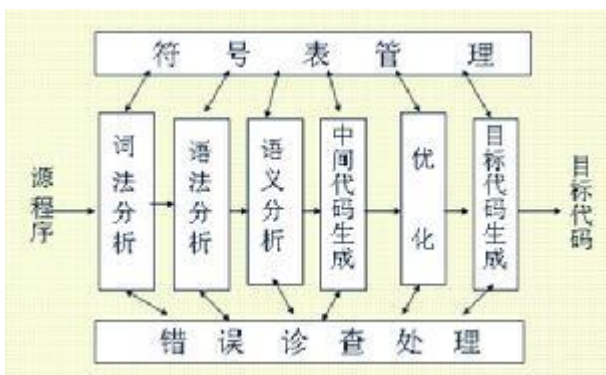 符号表管理
源程序
词法分析
语法分析
语义分析
中间代码生成
优化
目标代码生成
目标代码
错误诊查处理